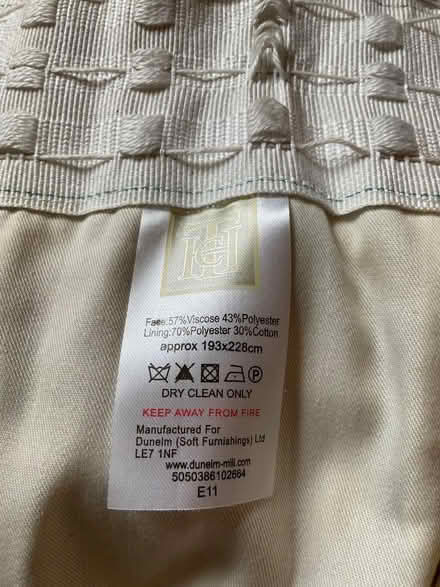 Face:57%Viscose 43%Polyester
Lining:70%Polyester 30%Cotton
approx 193x228cm
P
DRY CLEAN ONLY
KEEP AWAY FROM FIRE
Manufactured For
Dunelm (Soft Furnishings) Ltd
LE7 1NF
www.dunelm-mill.com
5050386102664
E11